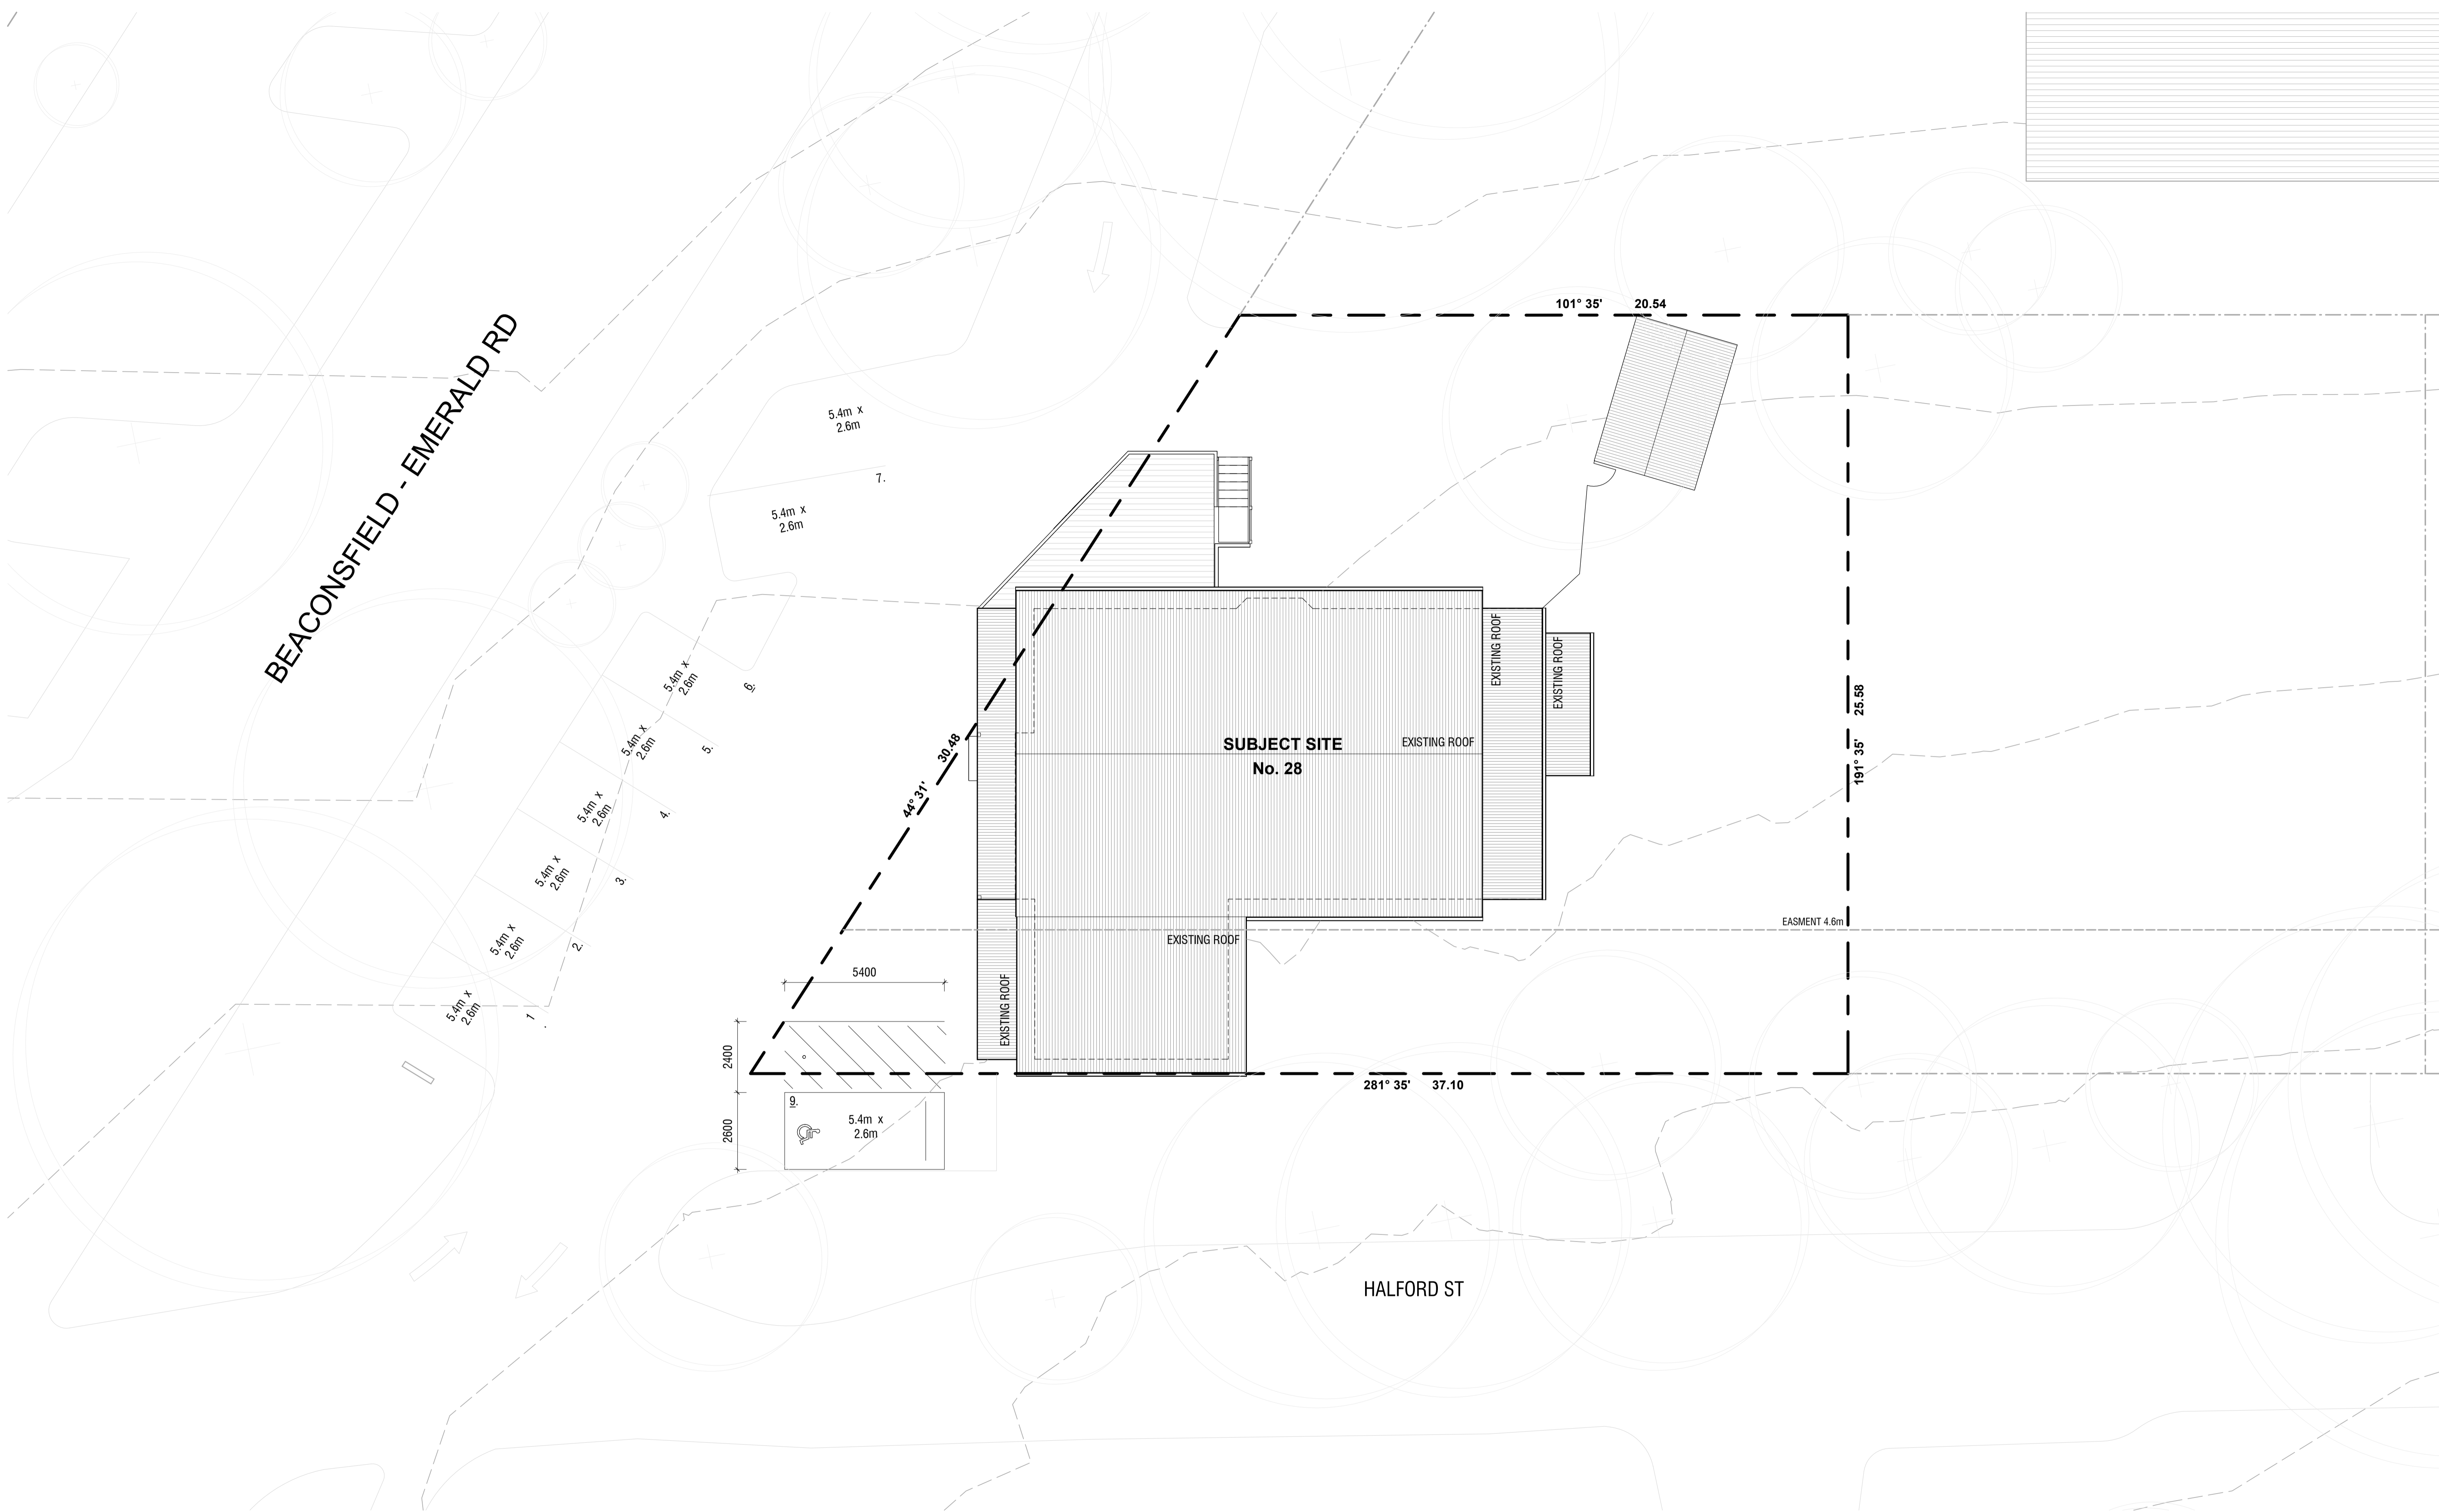 101° 35' 20.54
BEACONSFIELD - EMERALD RD
5.4m x
2.6m
7.
5.4m x
2.6m
5.4m x
2.6m
6.
5.4m x
2.6m
5.
5.4m x
2.6m
4.
5.4m x
2.6m
3.
5.4m x
2.6m
2.
5.4m x
2.6m
1
.
44° 31' 30.48
EXISTING ROOF
EXISTING ROOF
SUBJECT SITE
No. 28
EXISTING ROOF
191° 35' 25.58
EASMENT 4.6m
EXISTING ROOF
EXISTING ROOF
5400
2400
281° 35' 37.10
2600
9.
5.4m x
2.6m
HALFORD ST